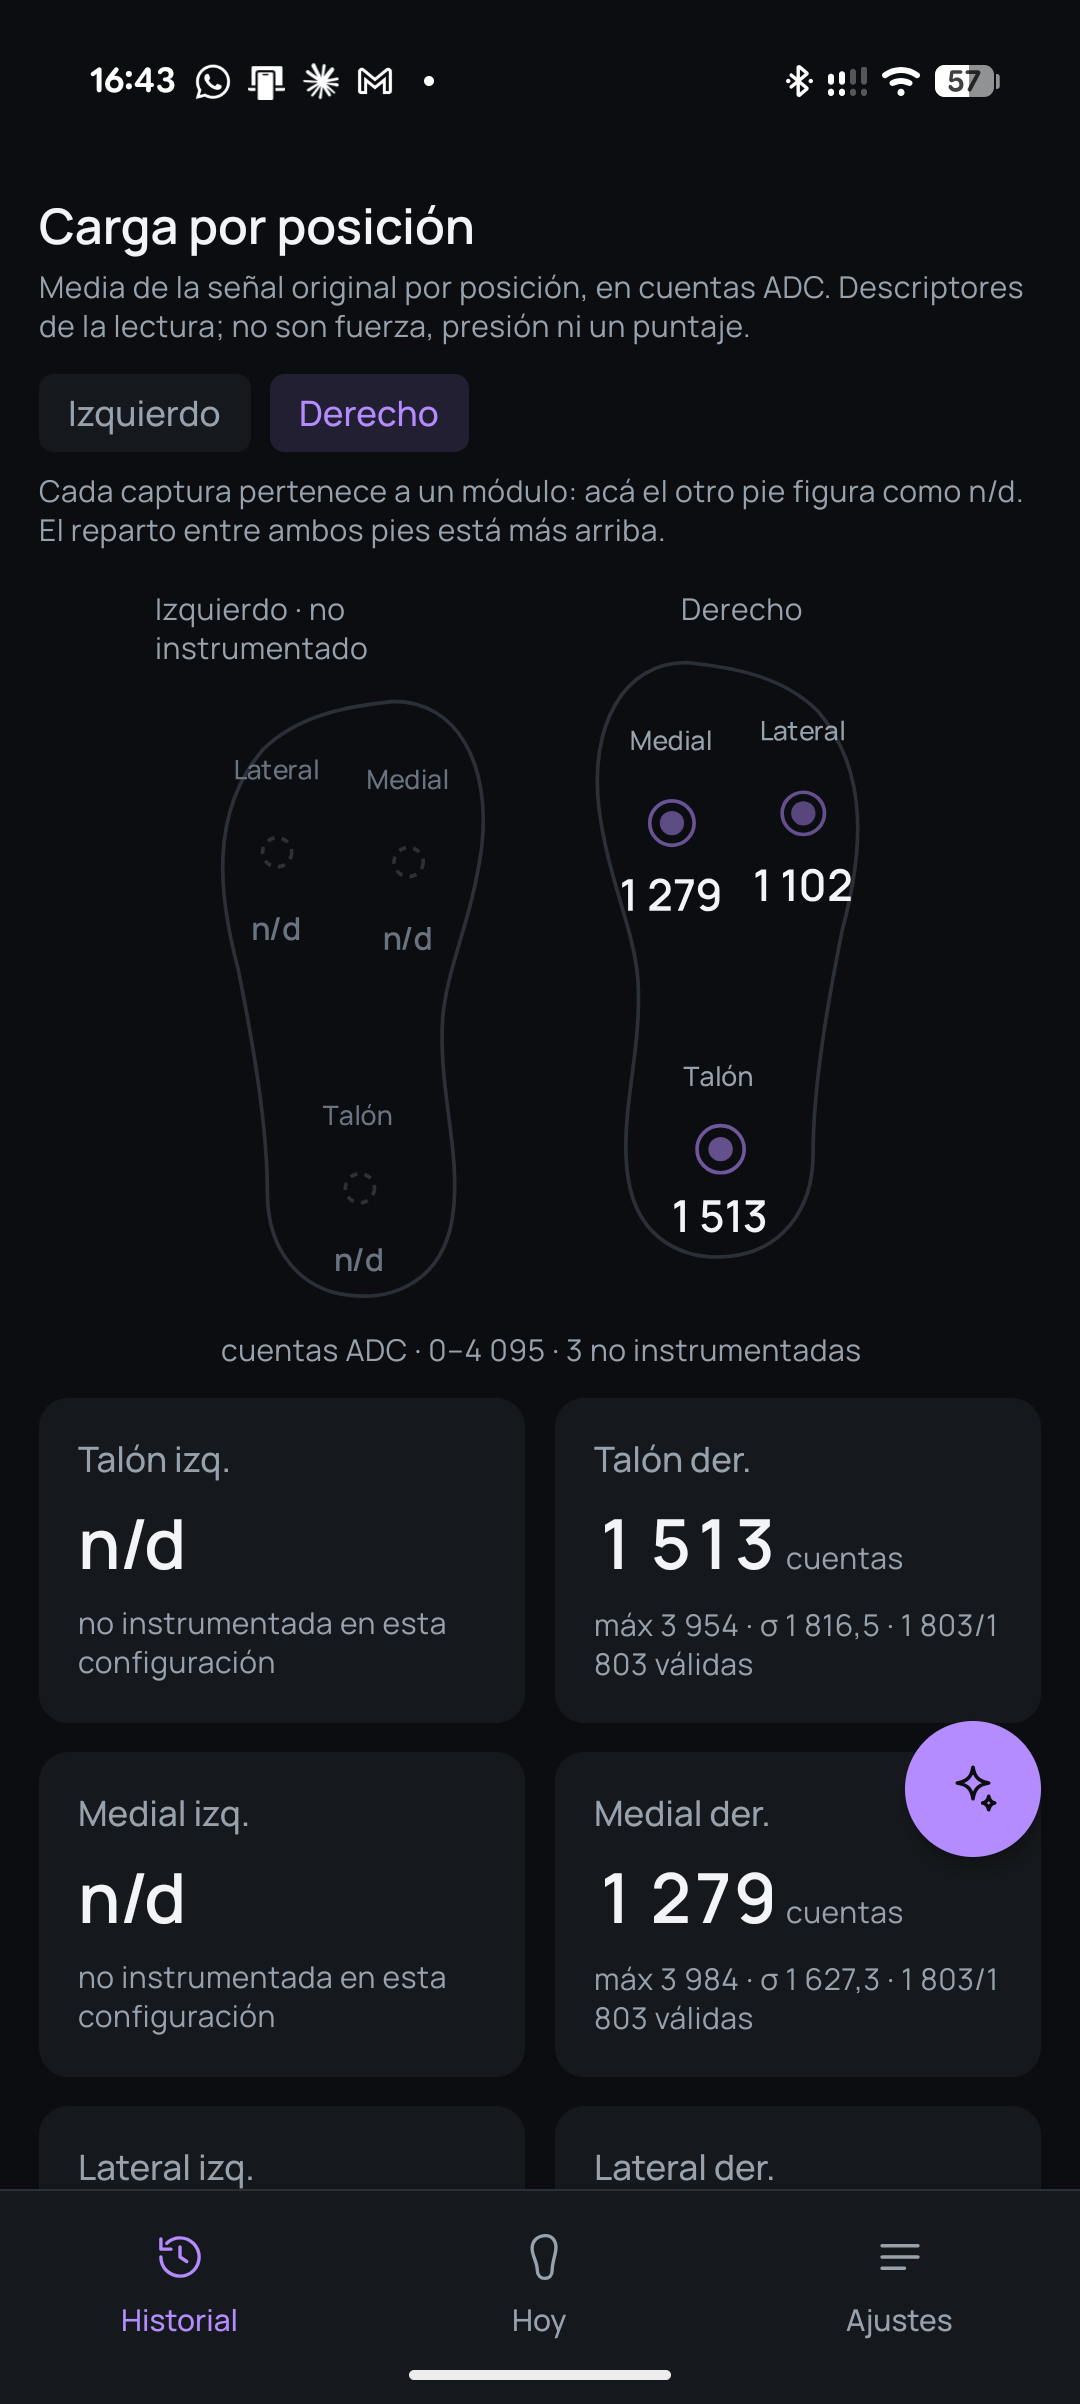 16:43
57
Carga por posición
Media de la señal original por posición, en cuentas ADC. Descriptores
de la lectura; no son fuerza, presión ni un puntaje.
Izquierdo
Derecho
Cada captura pertenece a un módulo: acá el otro pie figura como n/d.
El reparto entre ambos pies está más arriba.
Izquierdo · no
instrumentado
Lateral
Medial
n/d
n/d
Talón
n/d
Derecho
Medial
Lateral
1 279
1 102
Talón
1 513
cuentas ADC · 0–4 095 · 3 no instrumentadas
Talón izq.
n/d
no instrumentada en esta
configuración
Talón der.
1 513 cuentas
máx 3 954 · σ 1 816,5 · 1 803/1
803 válidas
Medial izq.
n/d
no instrumentada en esta
configuración
Medial der.
1 279 cuentas
máx 3 984 · σ 1 627,3 · 1 803/1
803 válidas
Lateral izq.
Lateral der.
Historial
Hoy
Ajustes